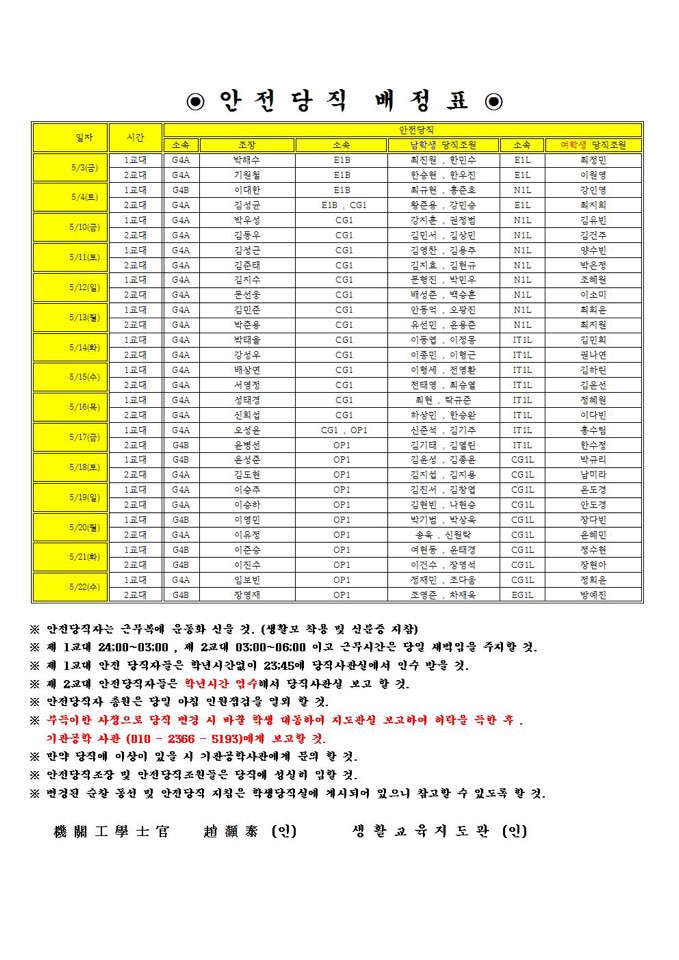 ◉ 안 전 당 직 배 정 표 ◉
일자 시간 안전당직
소속 조장 소속 남학생 당직조원 소속 여학생 당직조원
5/3(금) 1교대 G4A 박해수 E1B 최진원 , 한민수 E1L 최정민
2교대 G4A 기원철 E1B 한승현 , 한우진 E1L 이원영
5/4(토) 1교대 G4B 이대한 E1B 최규현 , 홍준호 N1L 강인영
2교대 G4A 김성균 E1B , CG1 황준용 , 강민승 N1L 최지희
5/10(금) 1교대 G4A 박우성 CG1 강지훈 , 권정범 N1L 김유빈
2교대 G4A 김동우 CG1 김민서 , 김상민 N1L 김건주
5/11(토) 1교대 G4A 김성근 CG1 김영찬 , 김용주 N1L 양수빈
2교대 G4A 김준태 CG1 김지호 , 김현규 N1L 박은정
5/12(일) 1교대 G4A 김지수 CG1 문형진 , 박민우 N1L 조혜원
2교대 G4A 문선웅 CG1 배성준 , 백승훈 N1L 이소미
5/13(월) 1교대 G4A 김민준 CG1 안동억 , 오광진 N1L 최희운
2교대 G4A 박준용 CG1 유선민 , 윤용준 N1L 최지원
5/14(화) 1교대 G4A 박태율 CG1 이동엽 , 이정몽 IT1L 김민희
2교대 G4A 강성우 CG1 이종민 , 이형근 IT1L 권나연
5/15(수) 1교대 G4A 배상연 CG1 이형세 , 전영환 IT1L 김하린
2교대 G4A 서영정 CG1 전태영 , 최승열 IT1L 김윤선
5/16(목) 1교대 G4A 성태경 CG1 최현 , 탁규준 IT1L 정혜원
2교대 G4A 신희섭 CG1 하상민 , 한승완 IT1L 이다빈
5/17(금) 1교대 G4A 오성윤 CG1 , OP1 신준석 , 김기주 IT1L 홍수림
2교대 G4B 윤병선 OP1 김기태 , 김열린 IT1L 한수정
5/18(토) 1교대 G4B 윤성준 OP1 김윤성 , 김종운 CG1L 박규리
2교대 G4A 김도현 OP1 김지섭 , 김지용 CG1L 남미라
5/19(일) 1교대 G4A 이승주 OP1 김진서 , 김창엽 CG1L 윤도경
2교대 G4A 이승하 OP1 김현빈 , 나현승 CG1L 안도경
5/20(월) 1교대 G4B 이영민 OP1 박기범 , 박상욱 CG1L 장다빈
2교대 G4A 이유정 OP1 송욱 , 신원탁 CG1L 윤혜민
5/21(화) 1교대 G4B 이준승 OP1 여현동 , 윤태경 CG1L 정수현
2교대 G4B 이진수 OP1 이건수 , 장영석 CG1L 장현아
5/22(수) 1교대 G4A 임보빈 OP1 정재민 , 조다움 CG1L 정희윤
2교대 G4B 장영재 OP1 조영준 , 차재욱 EG1L 방예진
※ 안전당직자는 근무복에 운동화 신을 것. (생활모 착용 및 신분증 지참)
※ 제 1교대 24:00~03:00 , 제 2교대 03:00~06:00 이고 근무시간은 당일 새벽임을 주지할 것.
※ 제 1교대 안전 당직자들은 학년시간없이 23:45에 당직사관실에서 인수 받을 것.
※ 제 2교대 안전당직자들은 학년시간 엄수해서 당직사관실 보고 할 것.
※ 안전당직자 총원은 당일 아침 인원점검을 열외 할 것.
※ 부득이한 사정으로 당직 변경 시 바뀔 학생 대동하여 지도관실 보고하여 허락을 득한 후 .
기관공학 사관 (010 - 2366 - 5193)에게 보고할 것.
※ 만약 당직에 이상이 있을 시 기관공학사관에게 문의 할 것.
※ 안전당직조장 및 안전당직조원들은 당직에 성실히 임할 것.
※ 변경된 순찰 동선 및 안전당직 지침은 학생당직실에 게시되어 있으니 참고할 수 있도록 할 것.
機 關 工 學 士 官 趙 顯 泰 (인) 생 활 교 육 지 도 관 (인)